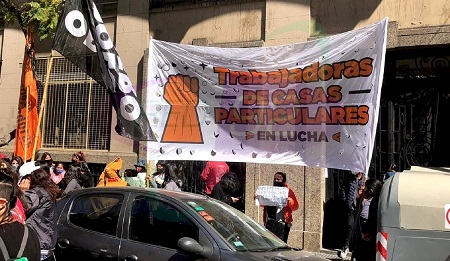 Trabajadoras
DE CASAS
PARTICULARES
EN LUCHA